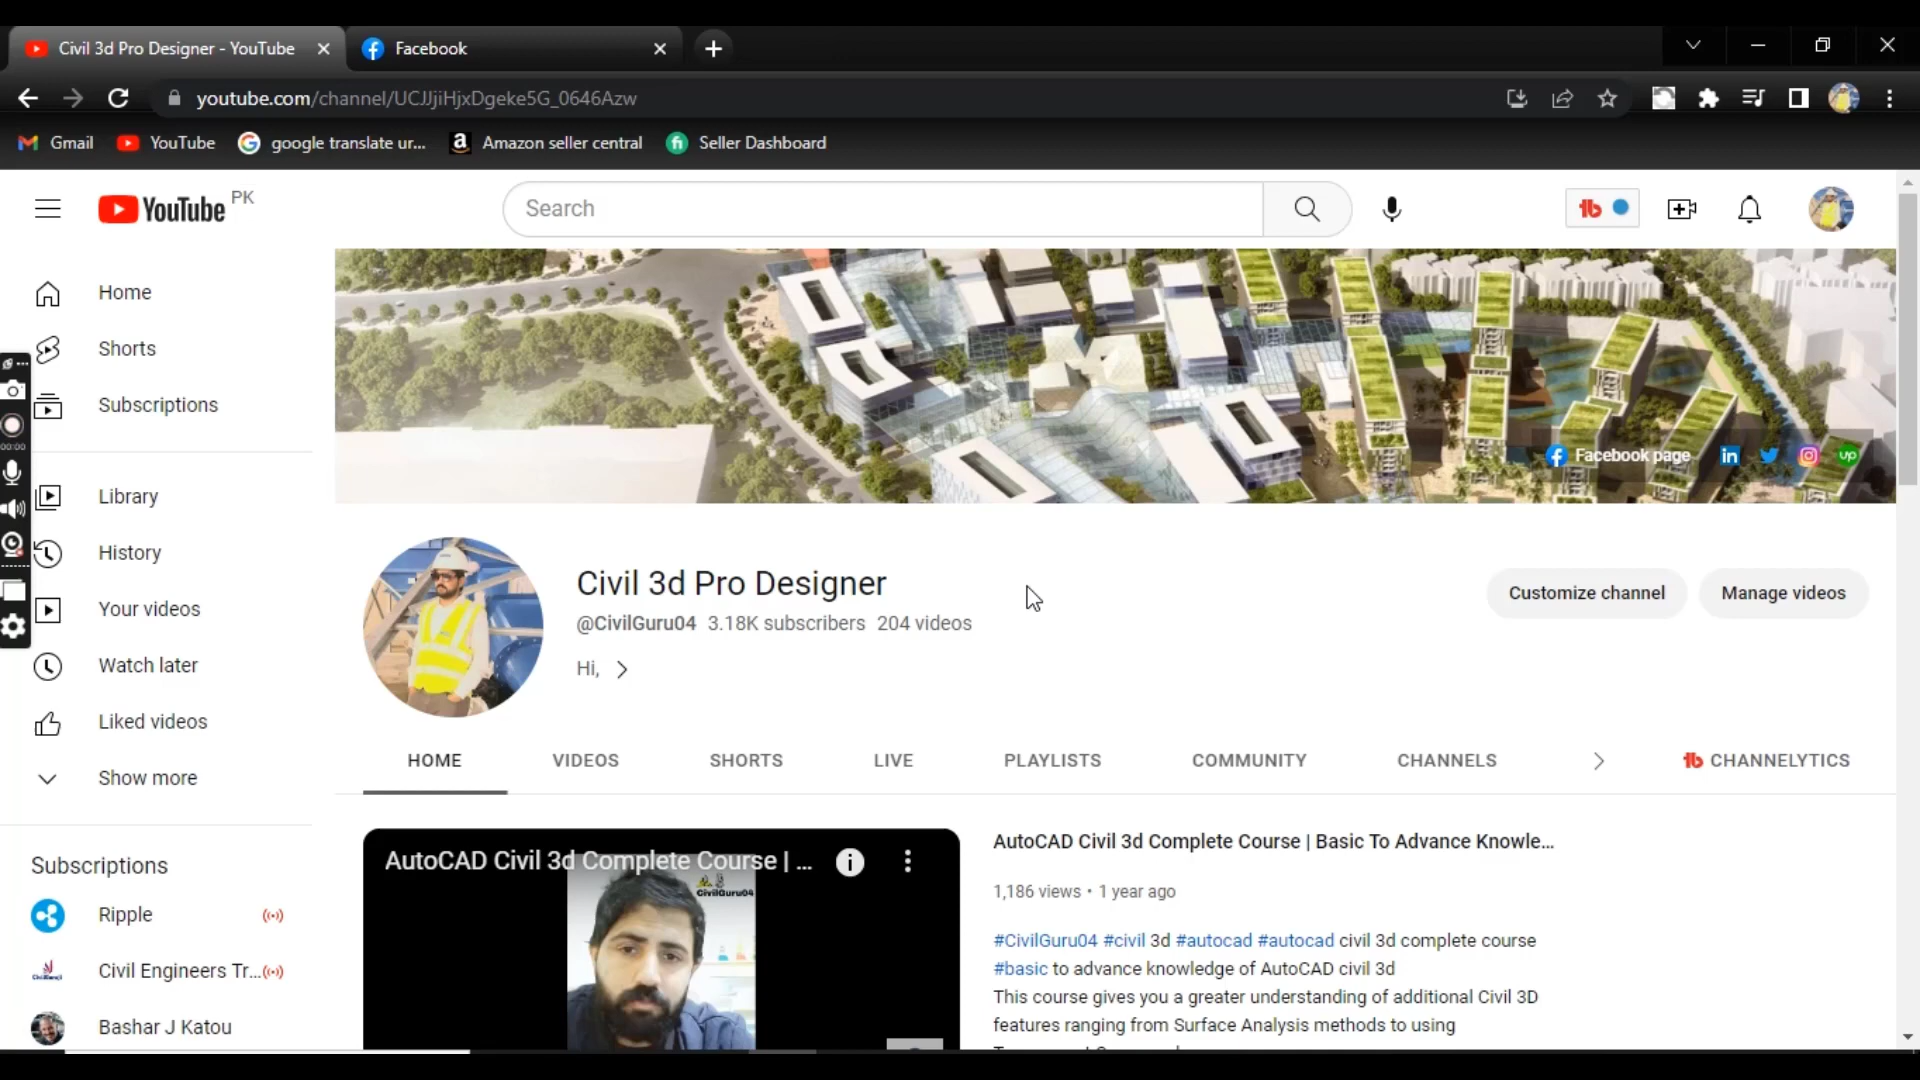 Civil 3d Pro Designer - YouTube
Facebook
youtube.com/channel/UCJJjiHjxDgeke5G_0646Azw
Gmail
YouTube
google translate ur...
Amazon seller central
Seller Dashboard
YouTube PK
Search
Home
Shorts
Subscriptions
Library
History
Your videos
Watch later
Liked videos
Show more
Subscriptions
Ripple
Civil Engineers Tr...
Bashar J Katou
00:00
Facebook page
Civil 3d Pro Designer
@CivilGuru04 3.18K subscribers 204 videos
Hi,
Customize channel
Manage videos
HOME
VIDEOS
SHORTS
LIVE
PLAYLISTS
COMMUNITY
CHANNELS
CHANNELYTICS
AutoCAD Civil 3d Complete Course | ...
CivilGuru04
AutoCAD Civil 3d Complete Course | Basic To Advance Knowle...
1,186 views • 1 year ago
#CivilGuru04 #civil 3d #autocad #autocad civil 3d complete course
#basic to advance knowledge of AutoCAD civil 3d
This course gives you a greater understanding of additional Civil 3D
features ranging from Surface Analysis methods to using